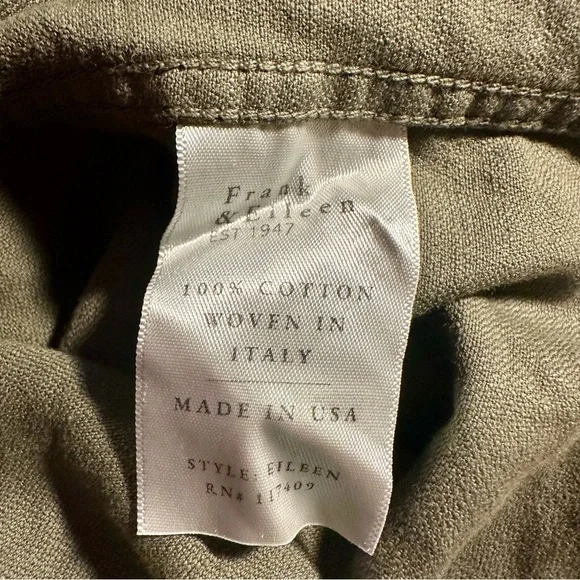 Frank
& Eileen
EST 1947
100% COTTON
WOVEN IN
ITALY
MADE IN USA
STYLE: EILEEN
RN# 117409